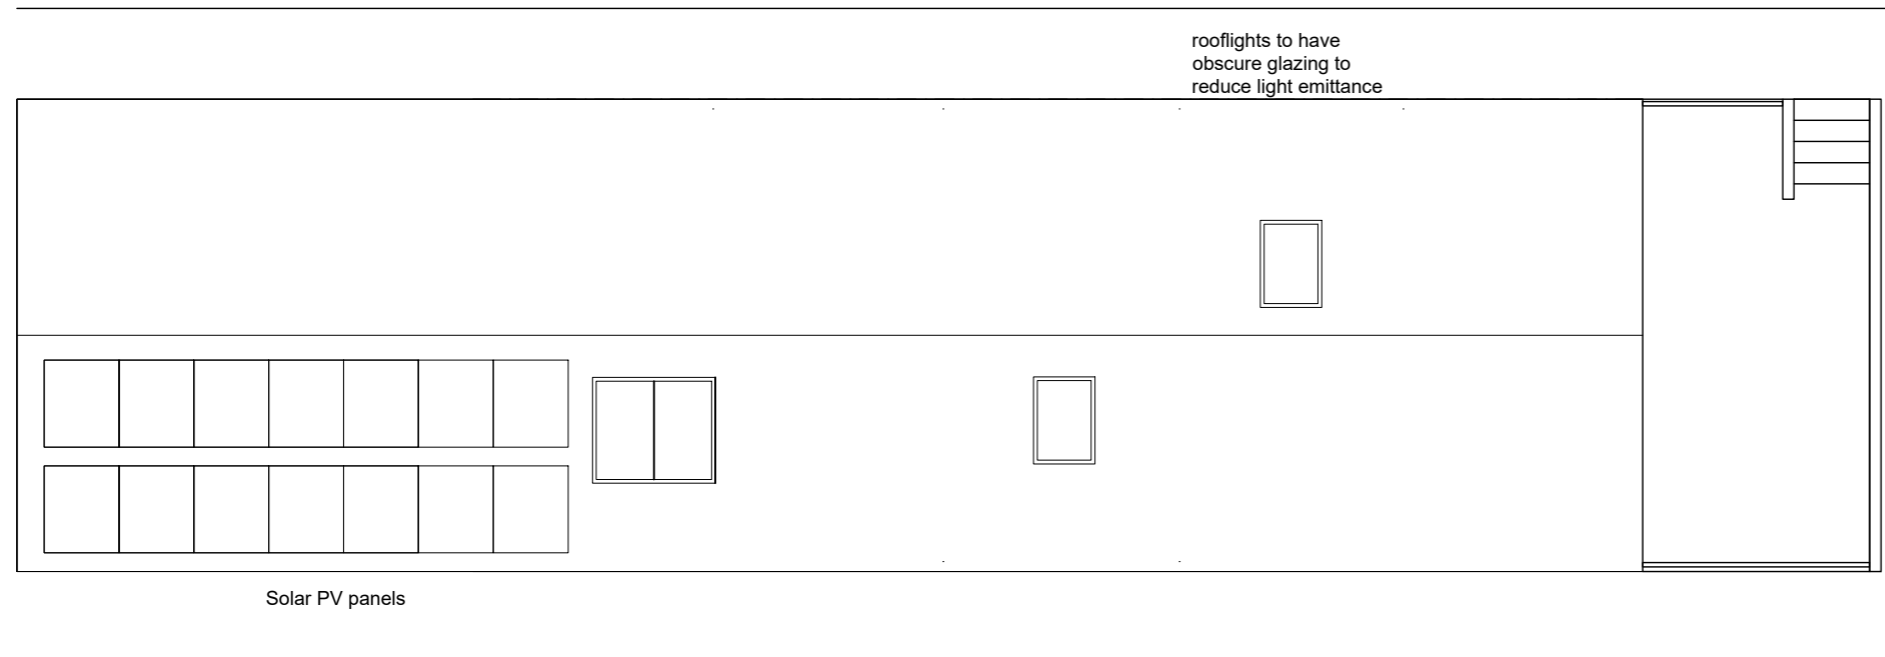 rooflights to have
obscure glazing to
reduce light emittance
Solar PV panels